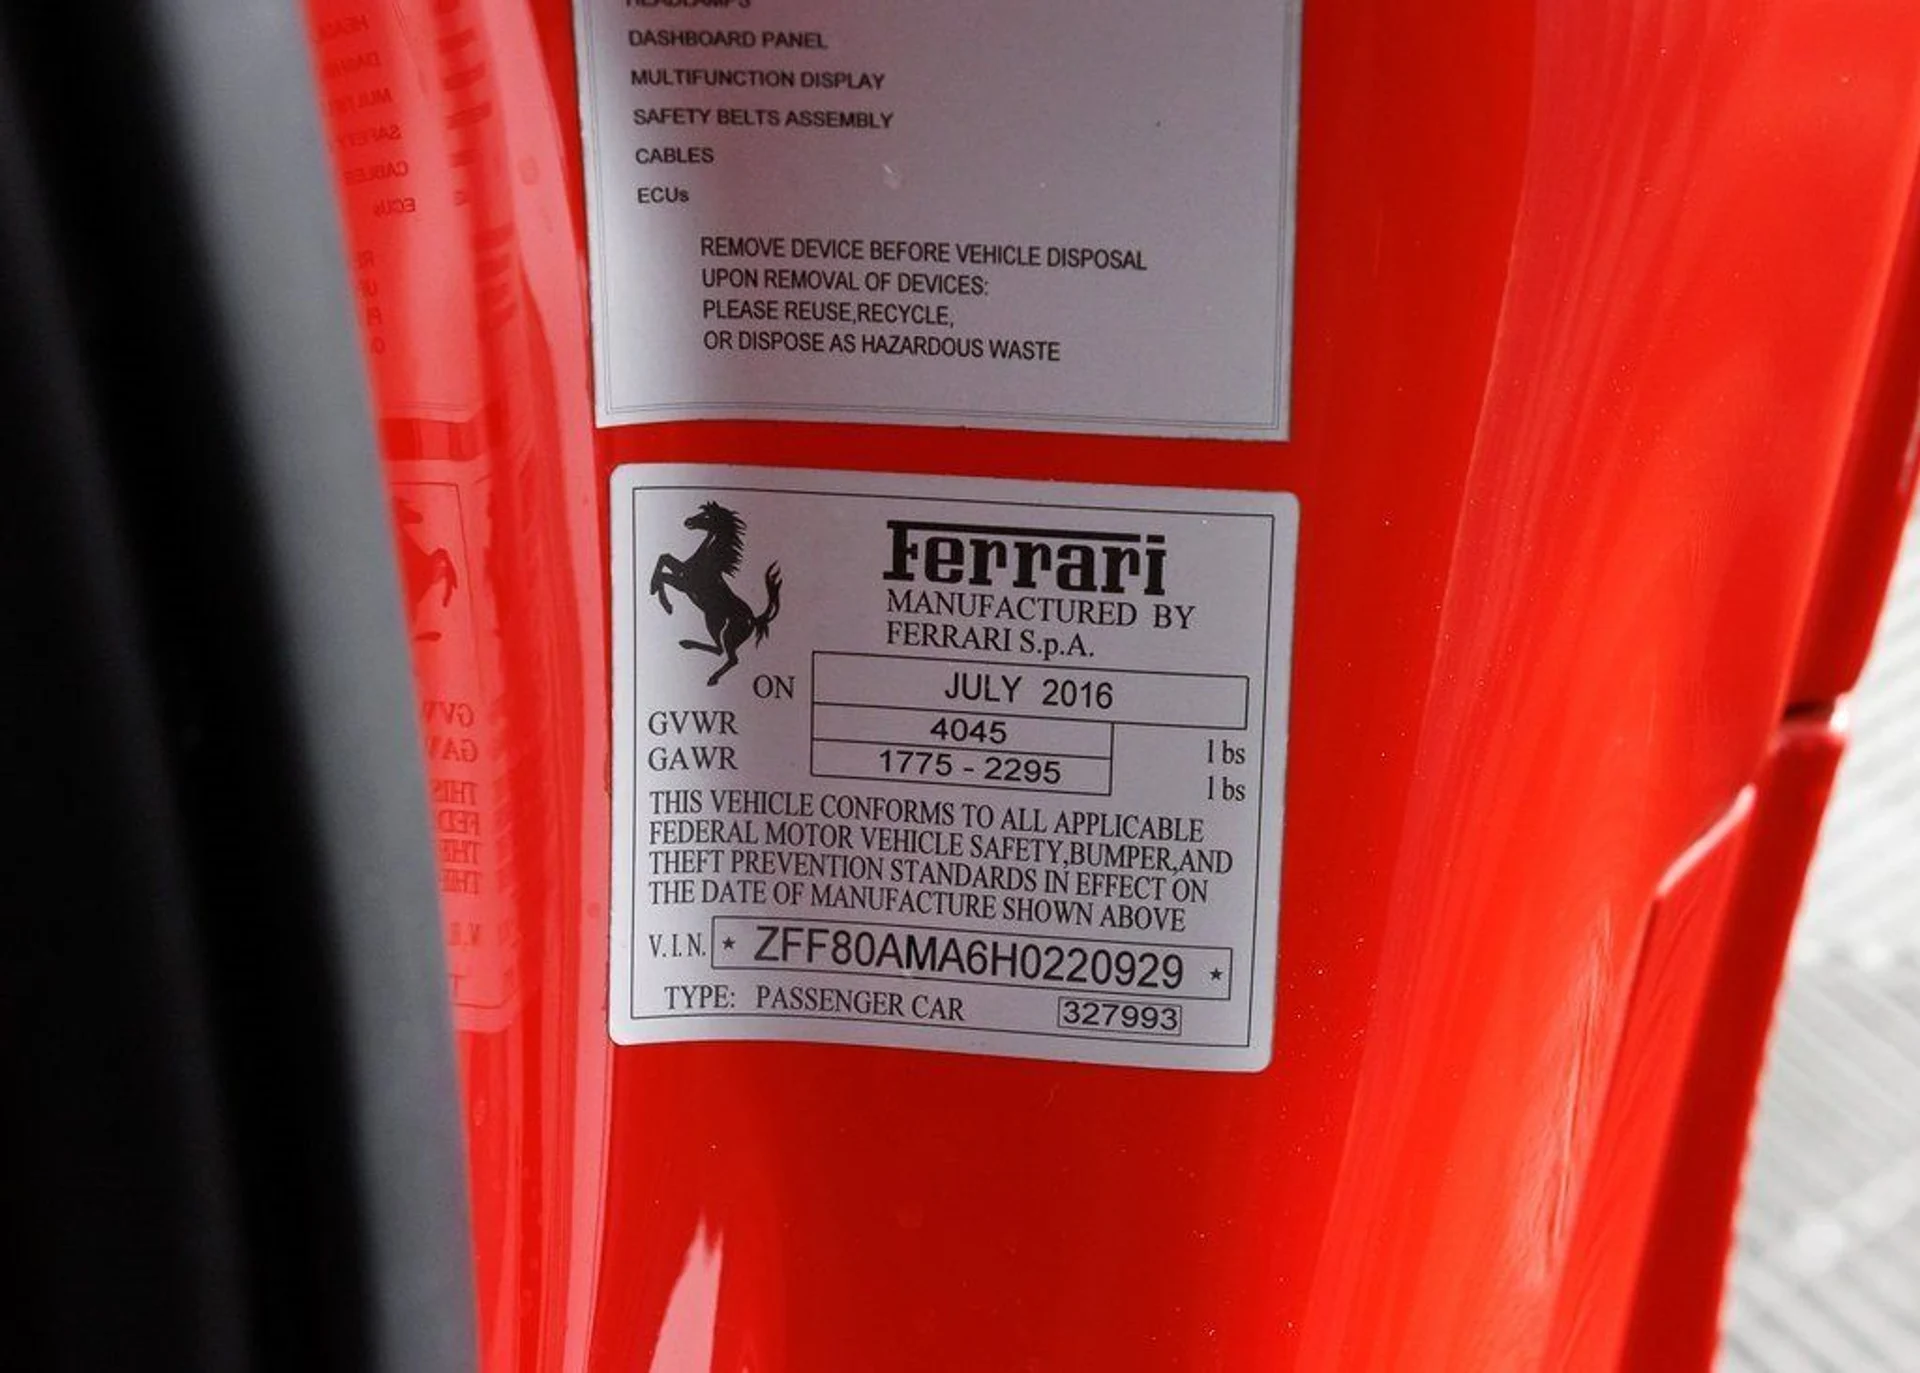 HEADLAMPS
DASHBOARD PANEL
MULTIFUNCTION DISPLAY
SAFETY BELTS ASSEMBLY
CABLES
ECUs
REMOVE DEVICE BEFORE VEHICLE DISPOSAL
UPON REMOVAL OF DEVICES:
PLEASE REUSE,RECYCLE,
OR DISPOSE AS HAZARDOUS WASTE
Ferrari
MANUFACTURED BY
FERRARI S.p.A.
ON JULY 2016
GVWR 4045 lbs
GAWR 1775 - 2295 lbs
THIS VEHICLE CONFORMS TO ALL APPLICABLE
FEDERAL MOTOR VEHICLE SAFETY,BUMPER,AND
THEFT PREVENTION STANDARDS IN EFFECT ON
THE DATE OF MANUFACTURE SHOWN ABOVE
V.I.N. * ZFF80AMA6H0220929 *
TYPE: PASSENGER CAR 327993